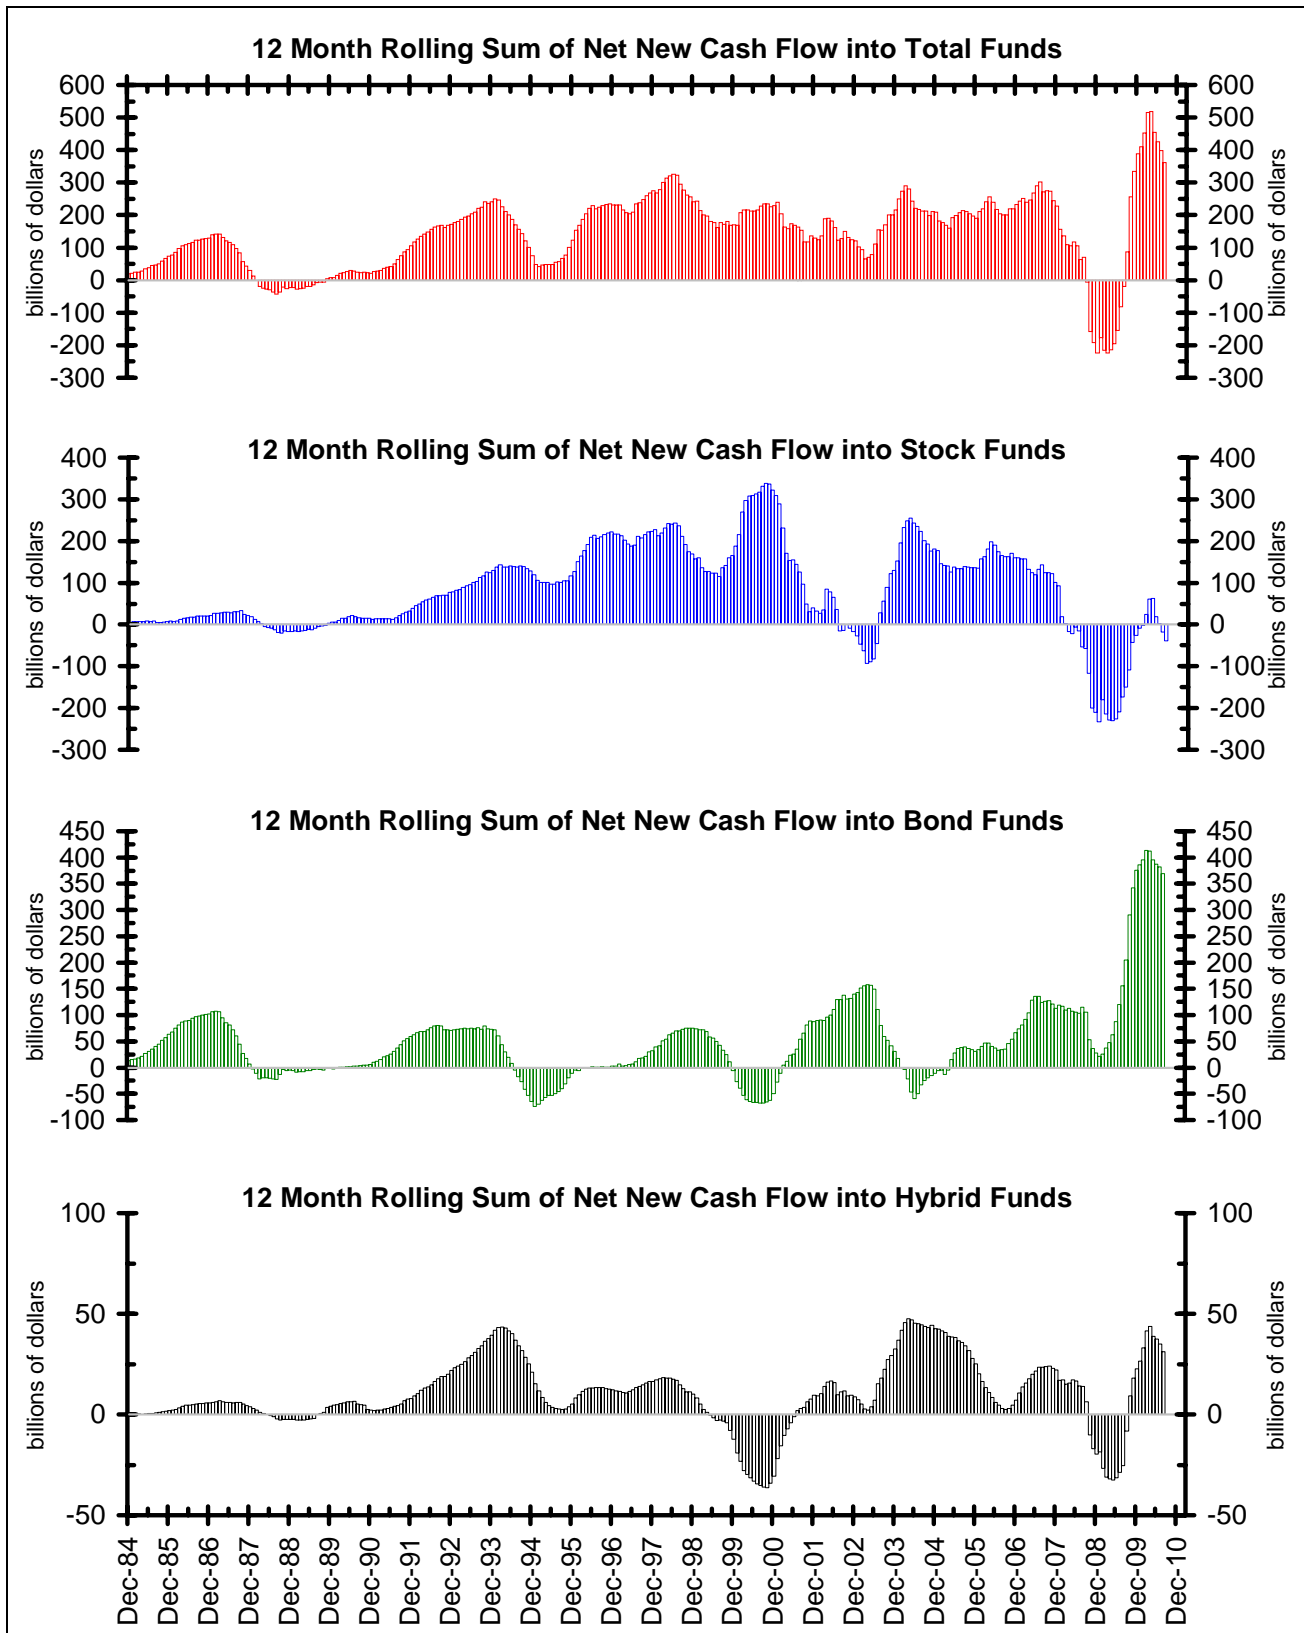 12 Month Rolling Sum of Net New Cash Flow into Total Funds
billions of dollars
600
500
400
300
200
100
0
-100
-200
-300
600
500
400
300
200
100
0
-100
-200
-300
billions of dollars
12 Month Rolling Sum of Net New Cash Flow into Stock Funds
billions of dollars
400
300
200
100
0
-100
-200
-300
400
300
200
100
0
-100
-200
-300
billions of dollars
12 Month Rolling Sum of Net New Cash Flow into Bond Funds
billions of dollars
450
400
350
300
250
200
150
100
50
0
-50
-100
450
400
350
300
250
200
150
100
50
0
-50
-100
billions of dollars
12 Month Rolling Sum of Net New Cash Flow into Hybrid Funds
billions of dollars
100
50
0
-50
100
50
0
-50
billions of dollars
Dec-84
Dec-85
Dec-86
Dec-87
Dec-88
Dec-89
Dec-90
Dec-91
Dec-92
Dec-93
Dec-94
Dec-95
Dec-96
Dec-97
Dec-98
Dec-99
Dec-00
Dec-01
Dec-02
Dec-03
Dec-04
Dec-05
Dec-06
Dec-07
Dec-08
Dec-09
Dec-10